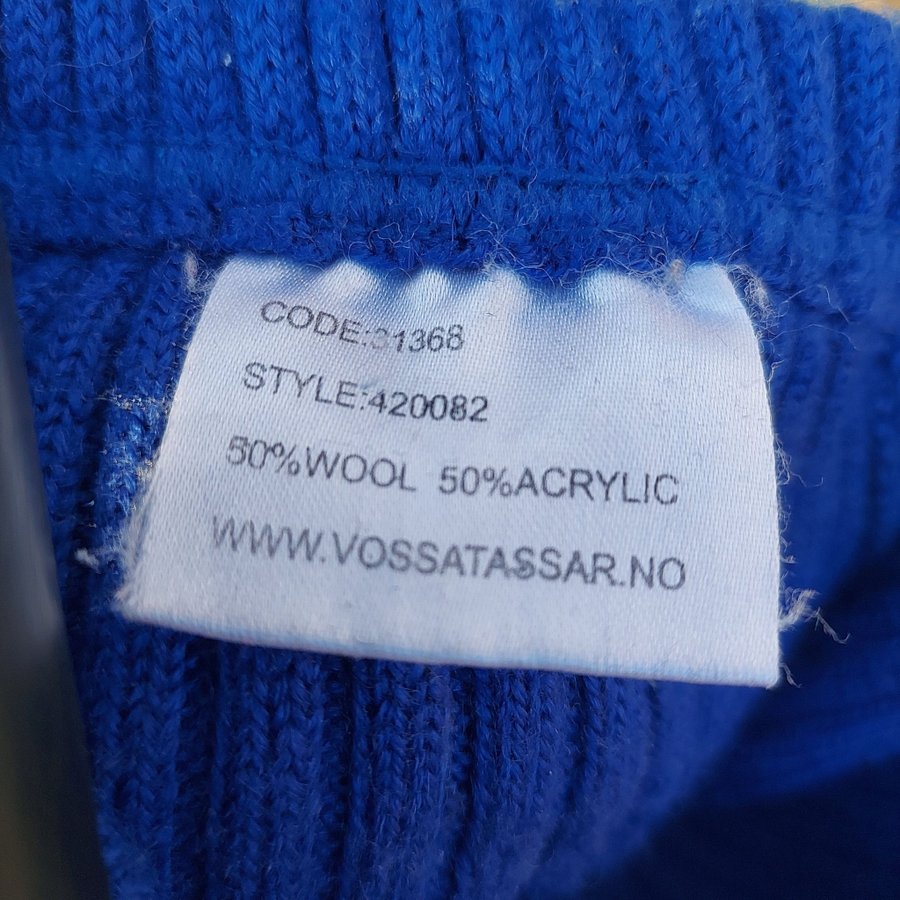 CODE:31368
STYLE:420082
50%WOOL 50%ACRYLIC
WWW.VOSSATASSAR.NO